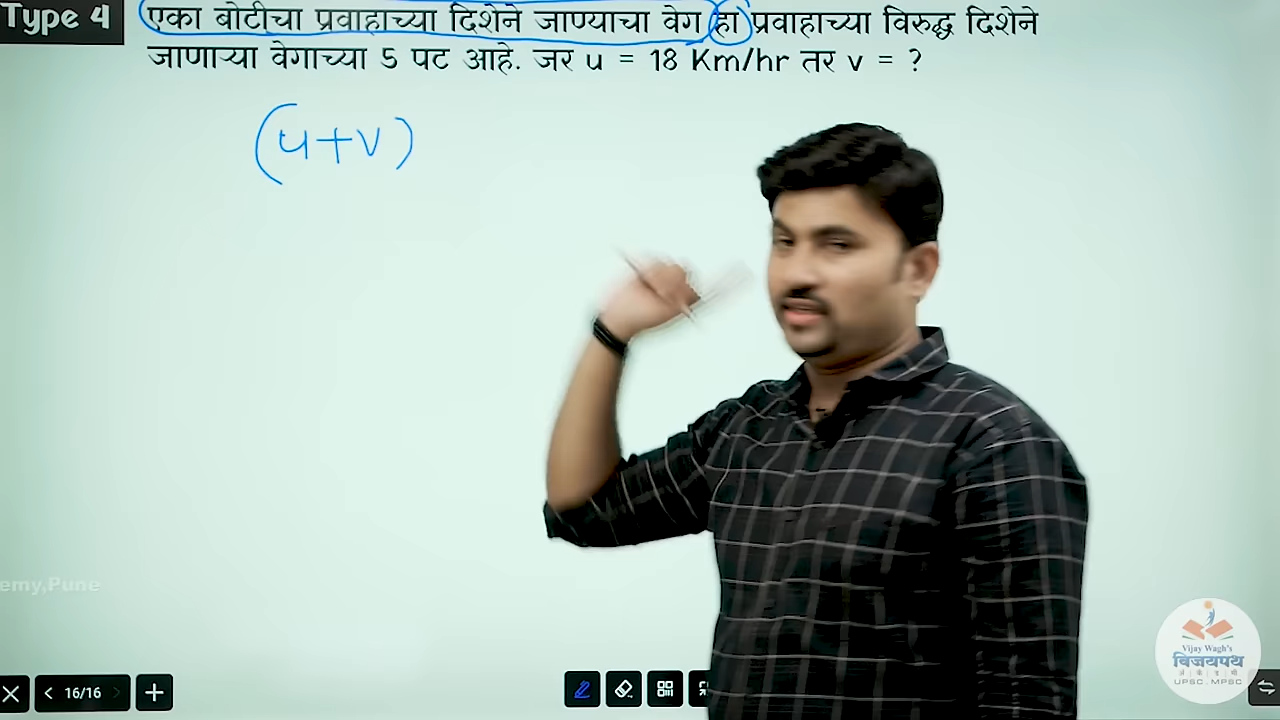 Type 4
एका बोटीचा प्रवाहाच्या दिशेने जाण्याचा वेग हा प्रवाहाच्या विरुद्ध दिशेने
जाणाऱ्या वेगाच्या 5 पट आहे. जर u = 18 Km/hr तर v = ?
(u+v)
emy,Pune
16/16
Vijay Wagh's
विजयपथ
UPSC - MPSC